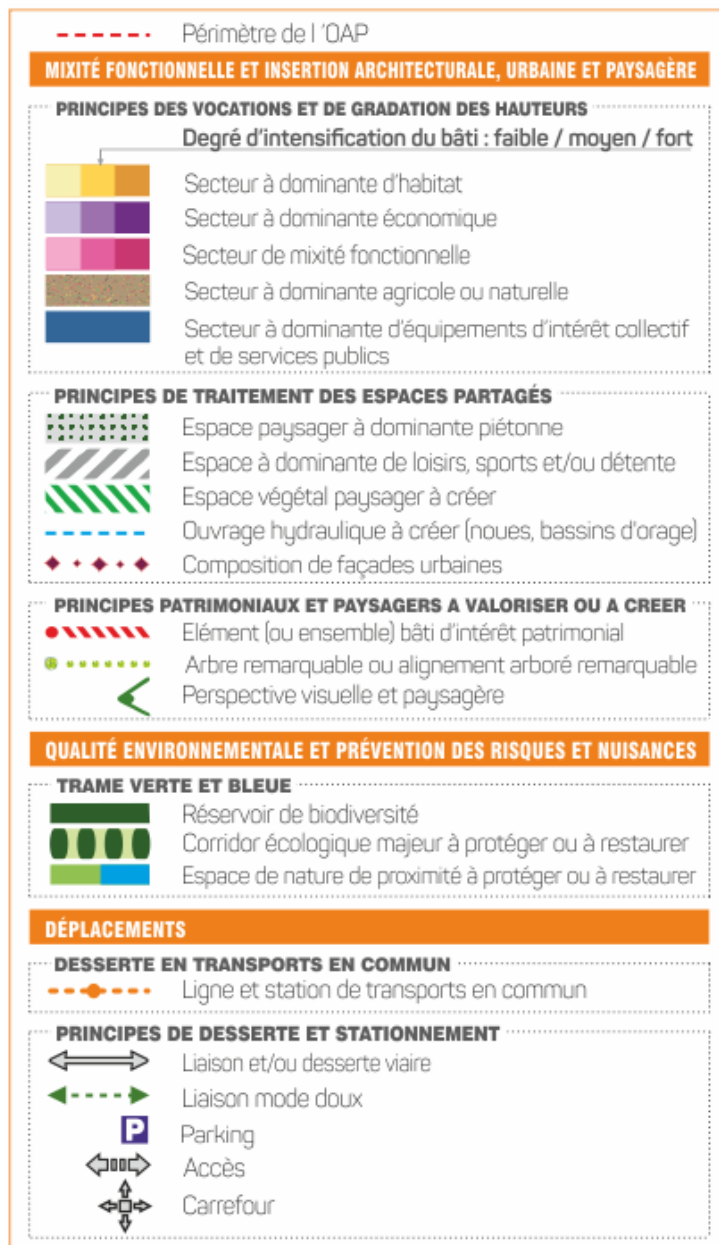 Périmètre de l 'OAP
MIXITÉ FONCTIONNELLE ET INSERTION ARCHITECTURALE, URBAINE ET PAYSAGÈRE
PRINCIPES DES VOCATIONS ET DE GRADATION DES HAUTEURS
Degré d'intensification du bâti : faible / moyen / fort
Secteur à dominante d'habitat
Secteur à dominante économique
Secteur de mixité fonctionnelle
Secteur à dominante agricole ou naturelle
Secteur à dominante d'équipements d'intérêt collectif
et de services publics
PRINCIPES DE TRAITEMENT DES ESPACES PARTAGÉS
Espace paysager à dominante piétonne
Espace à dominante de loisirs, sports et/ou détente
Espace végétal paysager à créer
Ouvrage hydraulique à créer (noues, bassins d'orage)
Composition de façades urbaines
PRINCIPES PATRIMONIAUX ET PAYSAGERS A VALORISER OU A CREER
Elément (ou ensemble) bâti d'intérêt patrimonial
Arbre remarquable ou alignement arboré remarquable
Perspective visuelle et paysagère
QUALITÉ ENVIRONNEMENTALE ET PRÉVENTION DES RISQUES ET NUISANCES
TRAME VERTE ET BLEUE
Réservoir de biodiversité
Corridor écologique majeur à protéger ou à restaurer
Espace de nature de proximité à protéger ou à restaurer
DÉPLACEMENTS
DESSERTE EN TRANSPORTS EN COMMUN
Ligne et station de transports en commun
PRINCIPES DE DESSERTE ET STATIONNEMENT
Liaison et/ou desserte viaire
Liaison mode doux
P Parking
Accès
Carrefour